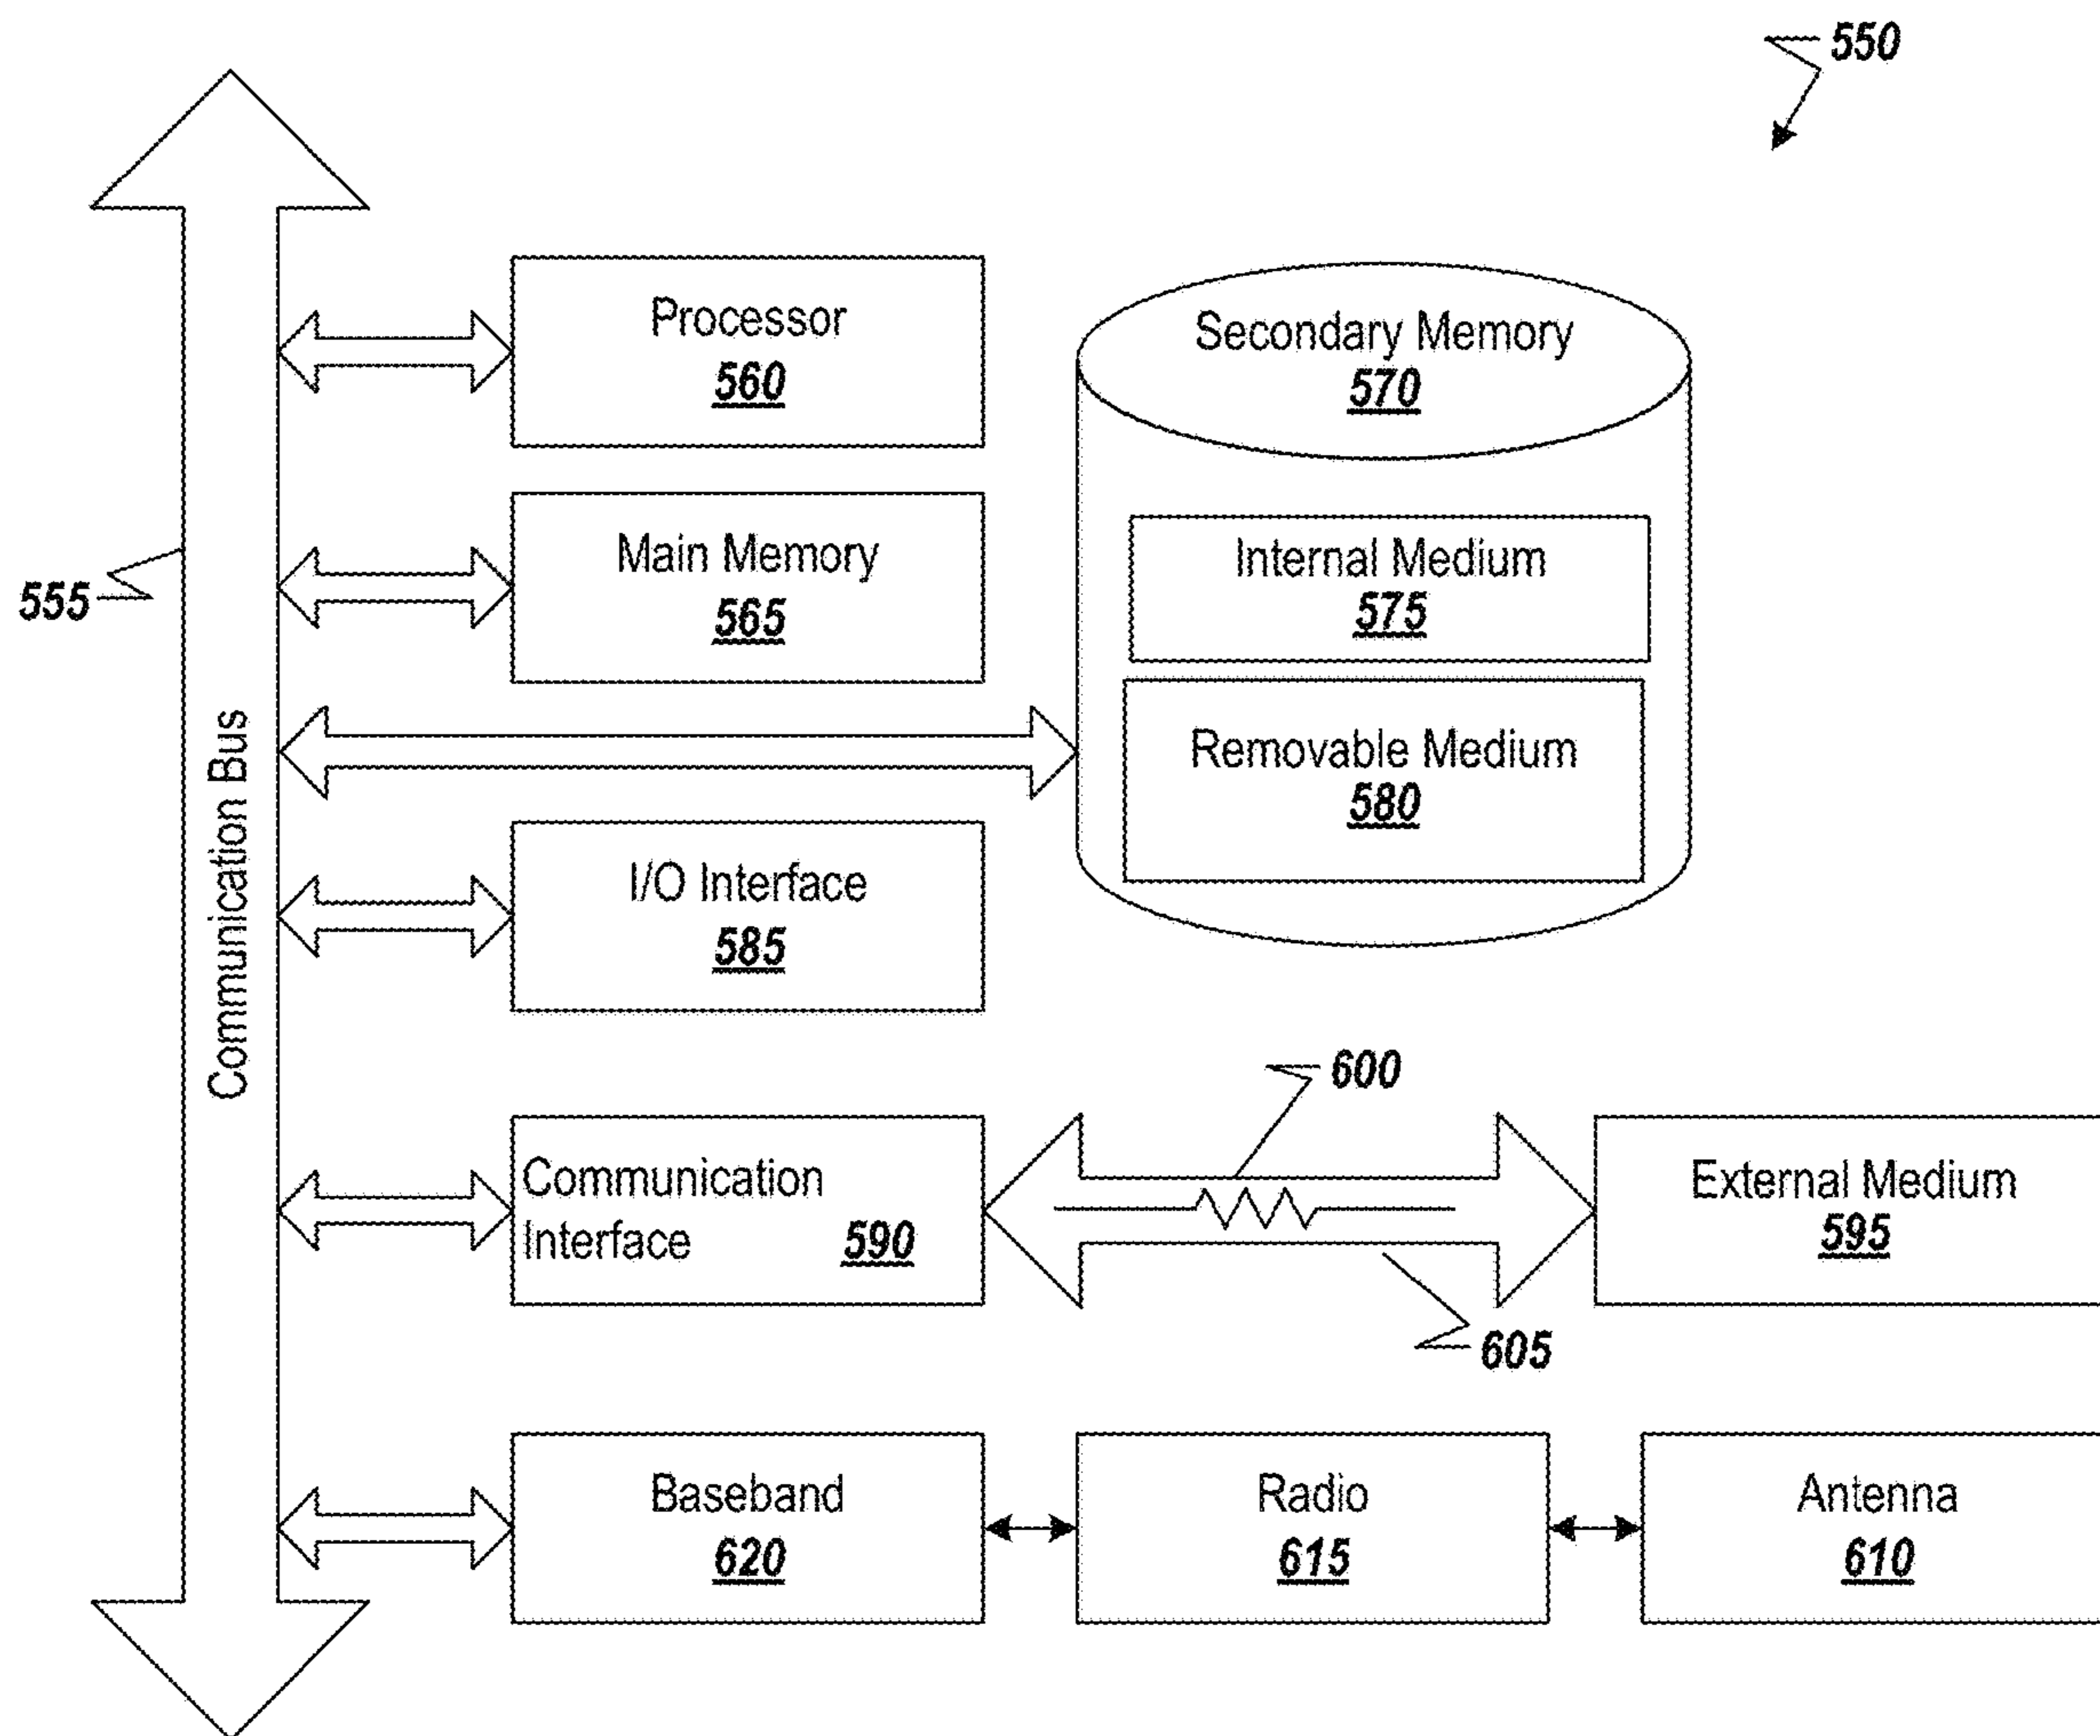 550
Processor
560
Secondary Memory
570
Main Memory
565
Internal Medium
575
555
Removable Medium
580
Communication Bus
I/O Interface
585
600
Communication
Interface 590
External Medium
595
605
Baseband
620
Radio
615
Antenna
610